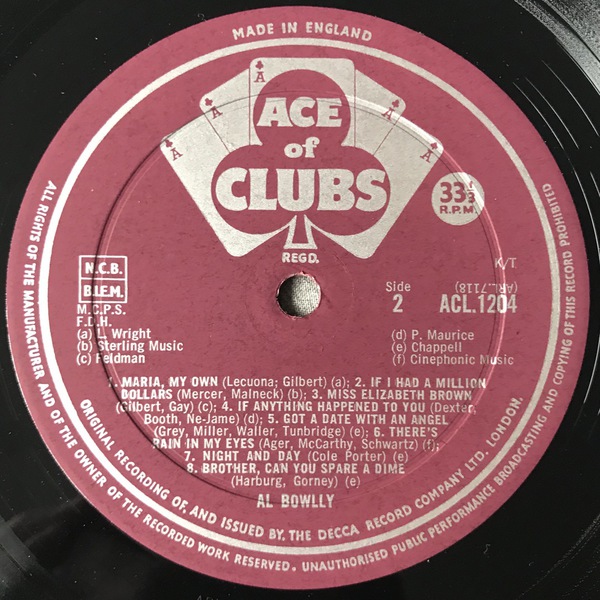 MADE IN ENGLAND
A
A
A
A
ACE
of
CLUBS
REGD.
33 1/3
R.P.M.
K/T
N.C.B.
B.I.E.M.
M.C.P.S.
F.D.H.
(a) L. Wright
(b) Sterling Music
(c) Feldman
Side
2
(ARL.7118)
ACL.1204
(d) P. Maurice
(e) Chappell
(f) Cinephonic Music
1. MARIA, MY OWN (Lecuona; Gilbert) (a); 2. IF I HAD A MILLION
DOLLARS (Mercer, Malneck) (b); 3. MISS ELIZABETH BROWN
(Gilbert, Gay) (c); 4. IF ANYTHING HAPPENED TO YOU (Dexter,
Booth, Ne-Jame) (d); 5. GOT A DATE WITH AN ANGEL
(Grey, Miller, Waller, Tunbridge) (e); 6. THERE'S
RAIN IN MY EYES (Ager, McCarthy, Schwartz) (f);
7. NIGHT AND DAY (Cole Porter) (e)
8. BROTHER, CAN YOU SPARE A DIME
(Harburg, Gorney) (e)
AL BOWLLY
ORIGINAL RECORDING OF, AND ISSUED BY, THE DECCA RECORD COMPANY LTD. LONDON.
ALL RIGHTS OF THE MANUFACTURER AND OF THE OWNER OF THE RECORDED WORK RESERVED. UNAUTHORISED PUBLIC PERFORMANCE BROADCASTING AND COPYING OF THIS RECORD PROHIBITED